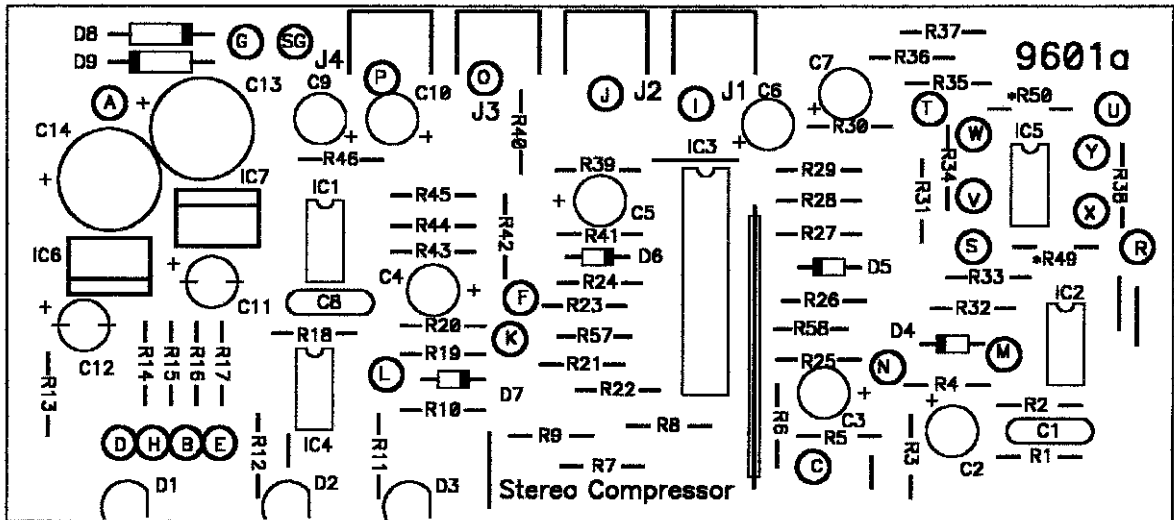 D8
D9
G
SG
J4
P
O
J3
J
J2
I
J1
R37
R36
9601a
R35
A
C13
C9
C10
R40
C6
C7
T
*R50
U
C14
R30
W
IC5
R46
IC3
Y
IC7
R39
R29
R34
R31
R38
IC1
R45
C5
R28
V
X
R44
R42
R41
R27
S
R
IC6
R43
D6
D5
*R49
C4
R24
R33
C11
C8
F
R23
R26
R32
IC2
R18
R20
K
R57
R58
D4
M
C12
R14
R15
R16
R17
R19
R21
R25
N
R13
L
D7
R22
R4
R10
R6
C3
R2
D
H
B
E
R12
IC4
R11
R9
R8
R5
R3
C1
R7
C
C2
R1
D1
D2
D3
Stereo Compressor